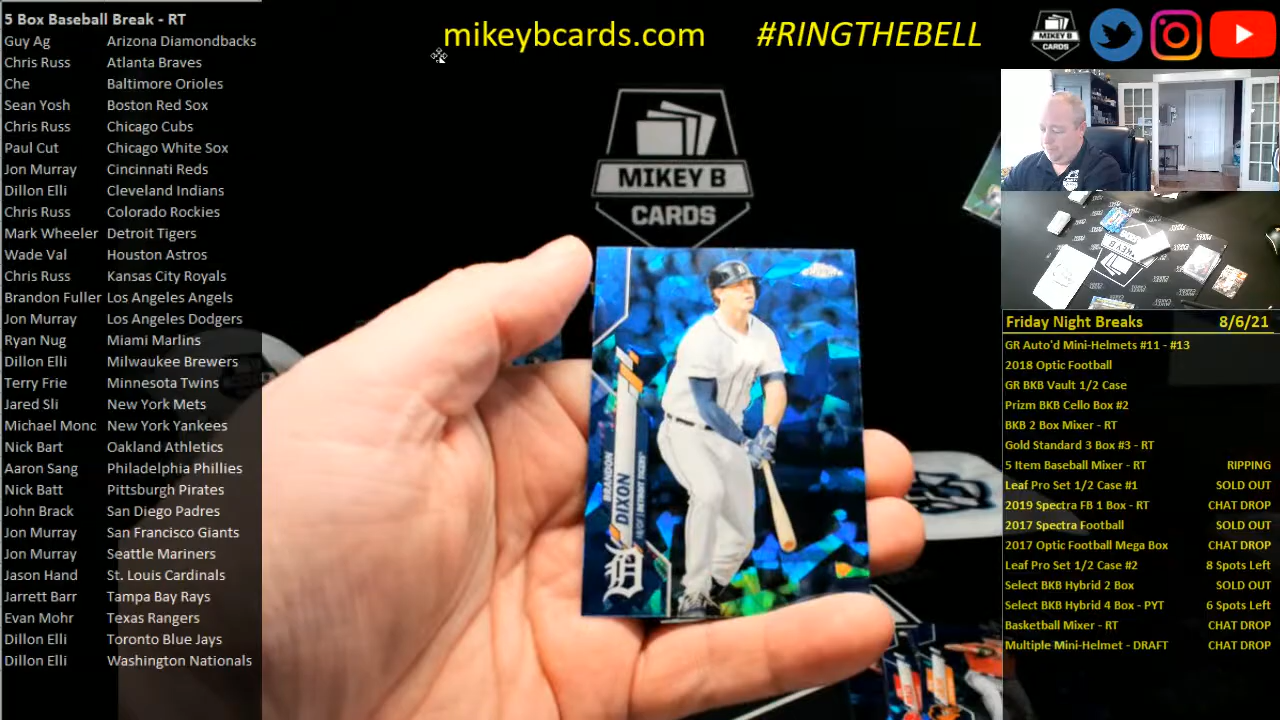 5 Box Baseball Break - RT
Guy Ag Arizona Diamondbacks
Chris Russ Atlanta Braves
Che Baltimore Orioles
Sean Yosh Boston Red Sox
Chris Russ Chicago Cubs
Paul Cut Chicago White Sox
Jon Murray Cincinnati Reds
Dillon Elli Cleveland Indians
Chris Russ Colorado Rockies
Mark Wheeler Detroit Tigers
Wade Val Houston Astros
Chris Russ Kansas City Royals
Brandon Fuller Los Angeles Angels
Jon Murray Los Angeles Dodgers
Ryan Nug Miami Marlins
Dillon Elli Milwaukee Brewers
Terry Frie Minnesota Twins
Jared Sli New York Mets
Michael Monc New York Yankees
Nick Bart Oakland Athletics
Aaron Sang Philadelphia Phillies
Nick Batt Pittsburgh Pirates
John Brack San Diego Padres
Jon Murray San Francisco Giants
Jon Murray Seattle Mariners
Jason Hand St. Louis Cardinals
Jarrett Barr Tampa Bay Rays
Evan Mohr Texas Rangers
Dillon Elli Toronto Blue Jays
Dillon Elli Washington Nationals
mikeybcards.com #RINGTHEBELL
MIKEY B
CARDS
MIKEY B
CARDS
BRANDON
DIXON
DETROIT TIGERS
D
Friday Night Breaks 8/6/21
GR Auto'd Mini-Helmets #11 - #13
2018 Optic Football
GR BKB Vault 1/2 Case
Prizm BKB Cello Box #2
BKB 2 Box Mixer - RT
Gold Standard 3 Box #3 - RT
5 Item Baseball Mixer - RT RIPPING
Leaf Pro Set 1/2 Case #1 SOLD OUT
2019 Spectra FB 1 Box - RT CHAT DROP
2017 Spectra Football SOLD OUT
2017 Optic Football Mega Box CHAT DROP
Leaf Pro Set 1/2 Case #2 8 Spots Left
Select BKB Hybrid 2 Box SOLD OUT
Select BKB Hybrid 4 Box - PYT 6 Spots Left
Basketball Mixer - RT CHAT DROP
Multiple Mini-Helmet - DRAFT CHAT DROP